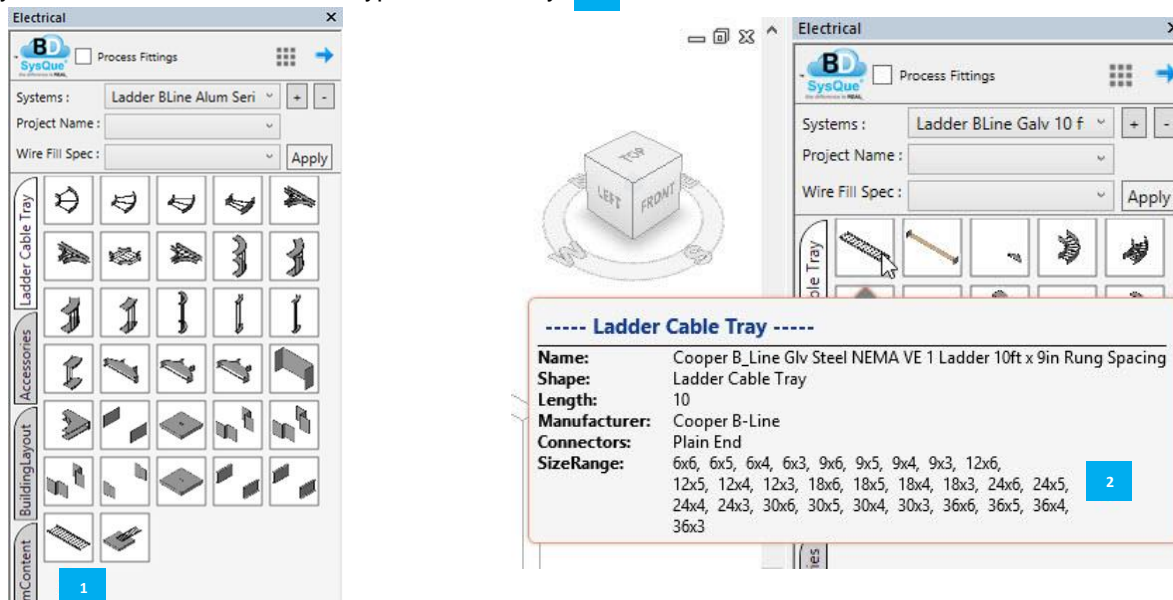 Electrical
BD
SysQue
Process Fittings
Systems :
Ladder BLine Alum Seri
+
-
Project Name :
Wire Fill Spec :
Apply
Ladder Cable Tray
Accessories
BuildingLayout
mContent
1
Electrical
BD
SysQue
Process Fittings
Systems :
Ladder BLine Galv 10 f
+
-
Project Name :
Wire Fill Spec :
Apply
ble Tray
TOP
LEFT
FRONT
W
S
----- Ladder Cable Tray -----
Name: Cooper B_Line Glv Steel NEMA VE 1 Ladder 10ft x 9in Rung Spacing
Shape: Ladder Cable Tray
Length: 10
Manufacturer: Cooper B-Line
Connectors: Plain End
SizeRange: 6x6, 6x5, 6x4, 6x3, 9x6, 9x5, 9x4, 9x3, 12x6,
12x5, 12x4, 12x3, 18x6, 18x5, 18x4, 18x3, 24x6, 24x5,
24x4, 24x3, 30x6, 30x5, 30x4, 30x3, 36x6, 36x5, 36x4,
36x3
2
ies